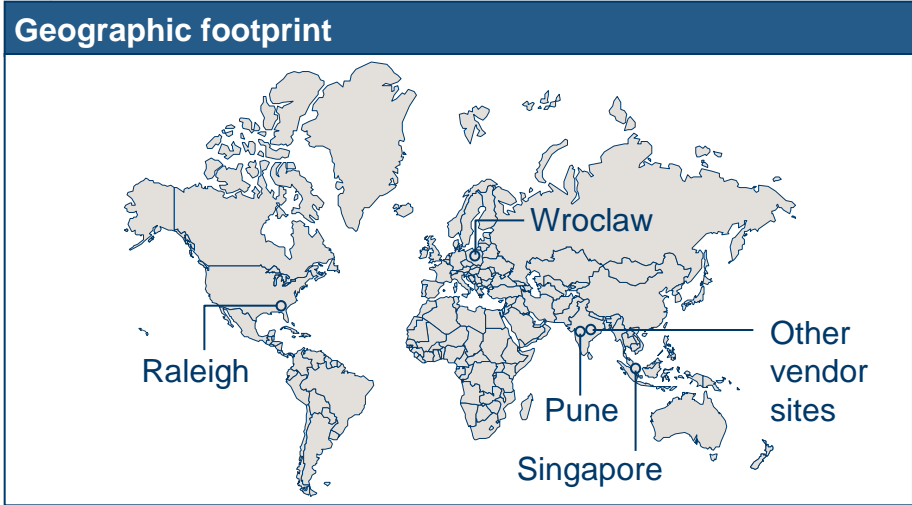 Geographic footprint
Wroclaw
Raleigh
Other
vendor
sites
Pune
Singapore